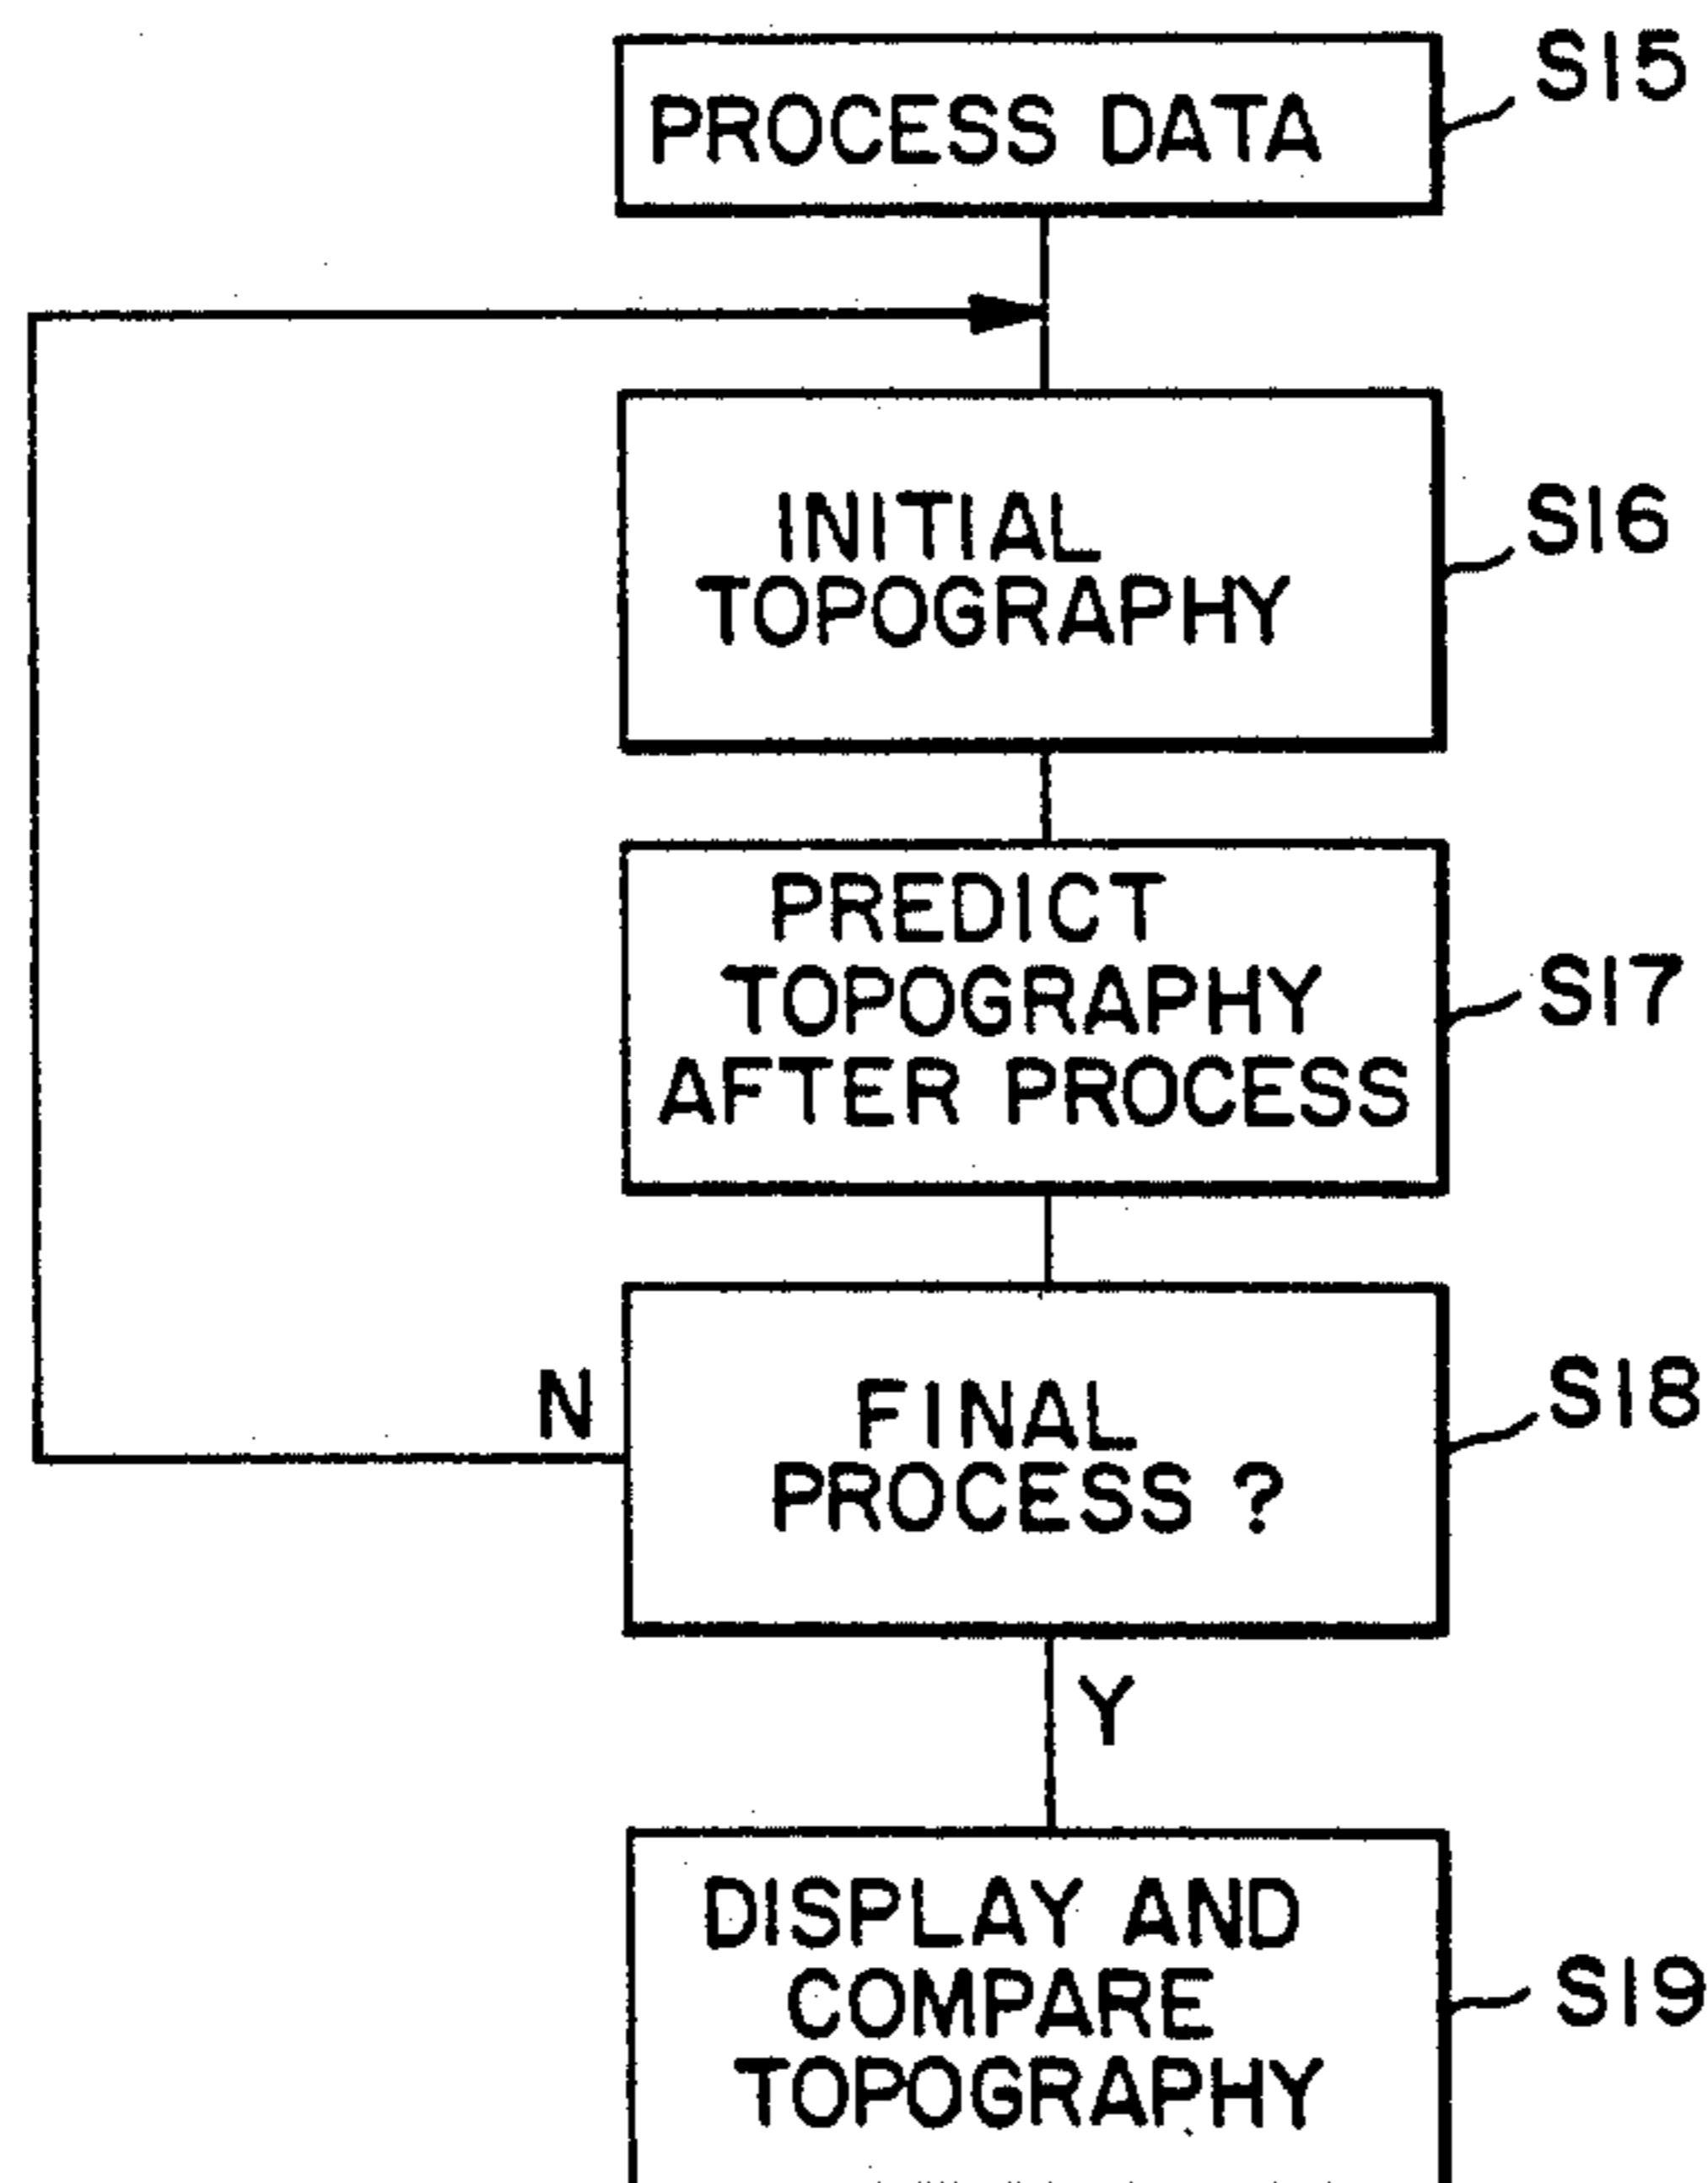 PROCESS DATA
S15
INITIAL
TOPOGRAPHY
S16
PREDICT
TOPOGRAPHY
AFTER PROCESS
S17
FINAL
PROCESS ?
S18
N
Y
DISPLAY AND
COMPARE
TOPOGRAPHY
S19